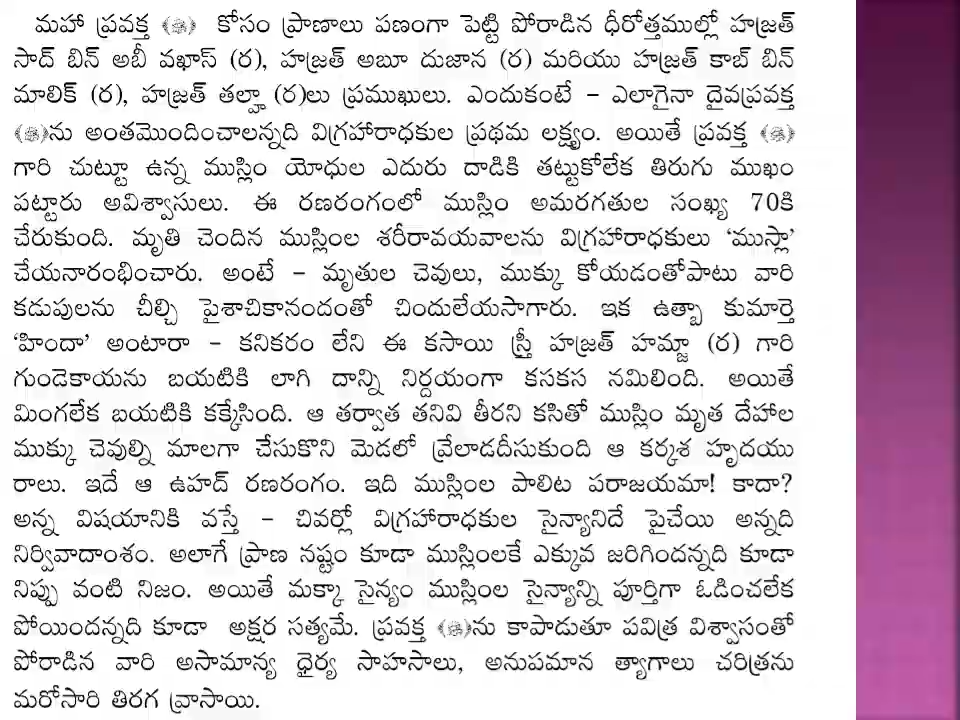 మహా ప్రవక్త (ﷺ) కోసం ప్రాణాలు పణంగా పెట్టి పోరాడిన ధీరోత్తముల్లో హజ్రత్
సాద్ బిన్ అబీ వఖాస్ (ర), హజ్రత్ అబూ దుజాన (ర) మరియు హజ్రత్ కాబ్ బిన్
మాలిక్ (ర), హజ్రత్ తల్హా (ర)లు ప్రముఖులు. ఎందుకంటే – ఎలాగైనా దైవప్రవక్త
(ﷺ)ను అంతమొందించాలన్నది విగ్రహారాధకుల ప్రథమ లక్ష్యం. అయితే ప్రవక్త (ﷺ)
గారి చుట్టూ ఉన్న ముస్లిం యోధుల ఎదురు దాడికి తట్టుకోలేక తిరుగు ముఖం
పట్టారు అవిశ్వాసులు. ఈ రణరంగంలో ముస్లిం అమరగతుల సంఖ్య 70కి
చేరుకుంది. మృతి చెందిన ముస్లింల శరీరావయవాలను విగ్రహారాధకులు ‘ముస్లా’
చేయనారంభించారు. అంటే – మృతుల చెవులు, ముక్కు కోయడంతోపాటు వారి
కడుపులను చీల్చి పైశాచికానందంతో చిందులేయసాగారు. ఇక ఉత్బా కుమార్తె
‘హిందా’ అంటారా – కనికరం లేని ఈ కసాయి స్త్రీ హజ్రత్ హమ్జా (ర) గారి
గుండెకాయను బయటికి లాగి దాన్ని నిర్దయంగా కసకస నమిలింది. అయితే
మింగలేక బయటికి కక్కేసింది. ఆ తర్వాత తనివి తీరని కసితో ముస్లిం మృత దేహాల
ముక్కు చెవుల్ని మాలగా చేసుకొని మెడలో వ్రేలాడదీసుకుంది ఆ కర్కశ హృదయు
రాలు. ఇదే ఆ ఉహద్ రణరంగం. ఇది ముస్లింల పాలిట పరాజయమా! కాదా?
అన్న విషయానికి వస్తే – చివర్లో విగ్రహారాధకుల సైన్యానిదే పైచేయి అన్నది
నిర్వివాదాంశం. అలాగే ప్రాణ నష్టం కూడా ముస్లింలకే ఎక్కువ జరిగిందన్నది కూడా
నిప్పు వంటి నిజం. అయితే మక్కా సైన్యం ముస్లింల సైన్యాన్ని పూర్తిగా ఓడించలేక
పోయిందన్నది కూడా అక్షర సత్యమే. ప్రవక్త (ﷺ)ను కాపాడుతూ పవిత్ర విశ్వాసంతో
పోరాడిన వారి అసామాన్య ధైర్య సాహసాలు, అనుపమాన త్యాగాలు చరిత్రను
మరోసారి తిరగ వ్రాసాయి.